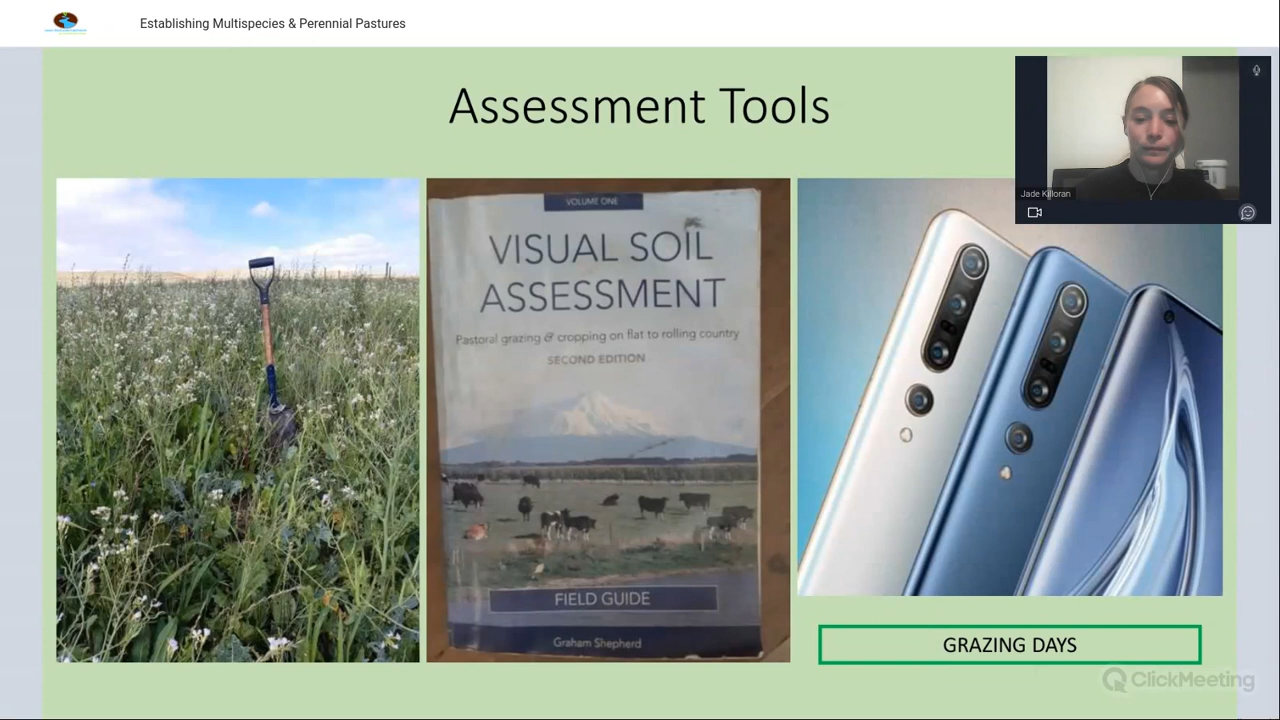 Establishing Multispecies & Perennial Pastures
Assessment Tools
Jade Killoran
VOLUME ONE
VISUAL SOIL
ASSESSMENT
Pastoral grazing & cropping on flat to rolling country
SECOND EDITION
FIELD GUIDE
Graham Shepherd
GRAZING DAYS
ClickMeeting